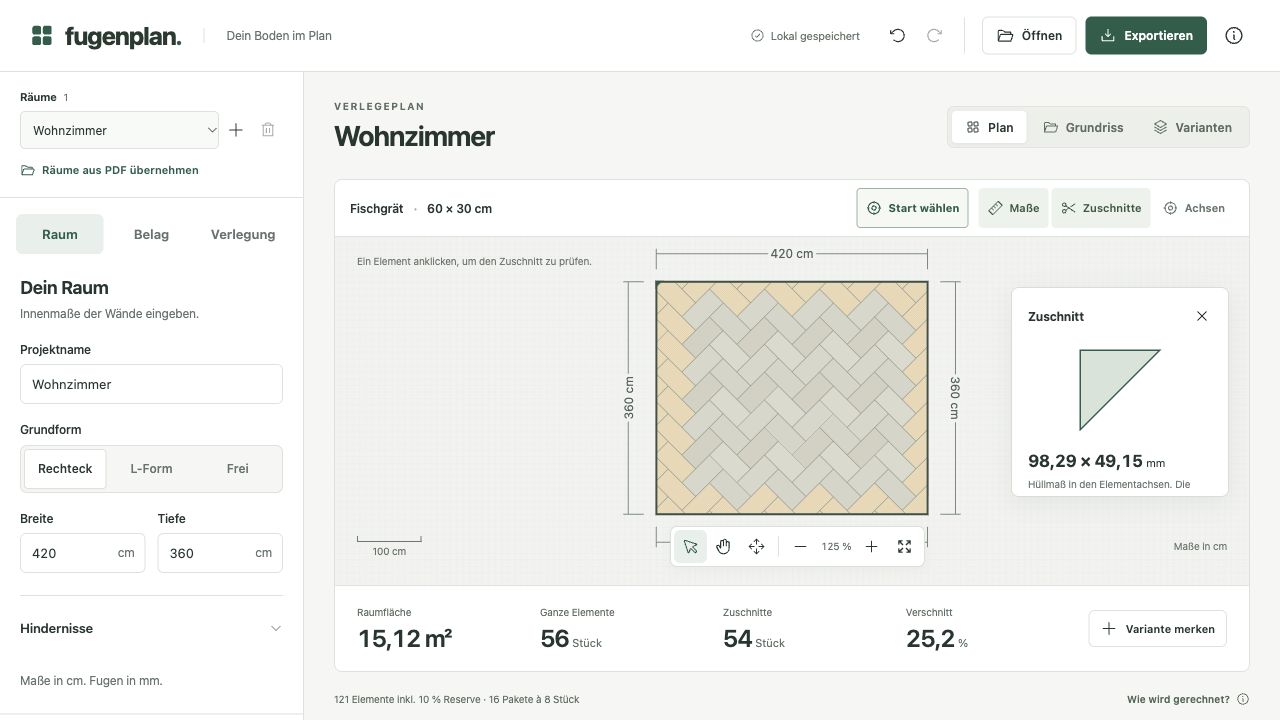 fugenplan.
Dein Boden im Plan
Lokal gespeichert
Öffnen
Exportieren
Räume 1
Wohnzimmer
Räume aus PDF übernehmen
Raum
Belag
Verlegung
Dein Raum
Innenmaße der Wände eingeben.
Projektname
Wohnzimmer
Grundform
Rechteck
L-Form
Frei
Breite
Tiefe
420 cm
360 cm
Hindernisse
Maße in cm. Fugen in mm.
VERLEGEPLAN
Wohnzimmer
Plan
Grundriss
Varianten
Fischgrät · 60 × 30 cm
Start wählen
Maße
Zuschnitte
Achsen
Ein Element anklicken, um den Zuschnitt zu prüfen.
420 cm
360 cm
360 cm
Zuschnitt
98,29 × 49,15 mm
Hüllmaß in den Elementachsen. Die
100 cm
125 %
Maße in cm
Raumfläche
15,12 m²
Ganze Elemente
56 Stück
Zuschnitte
54 Stück
Verschnitt
25,2 %
Variante merken
121 Elemente inkl. 10 % Reserve · 16 Pakete à 8 Stück
Wie wird gerechnet?